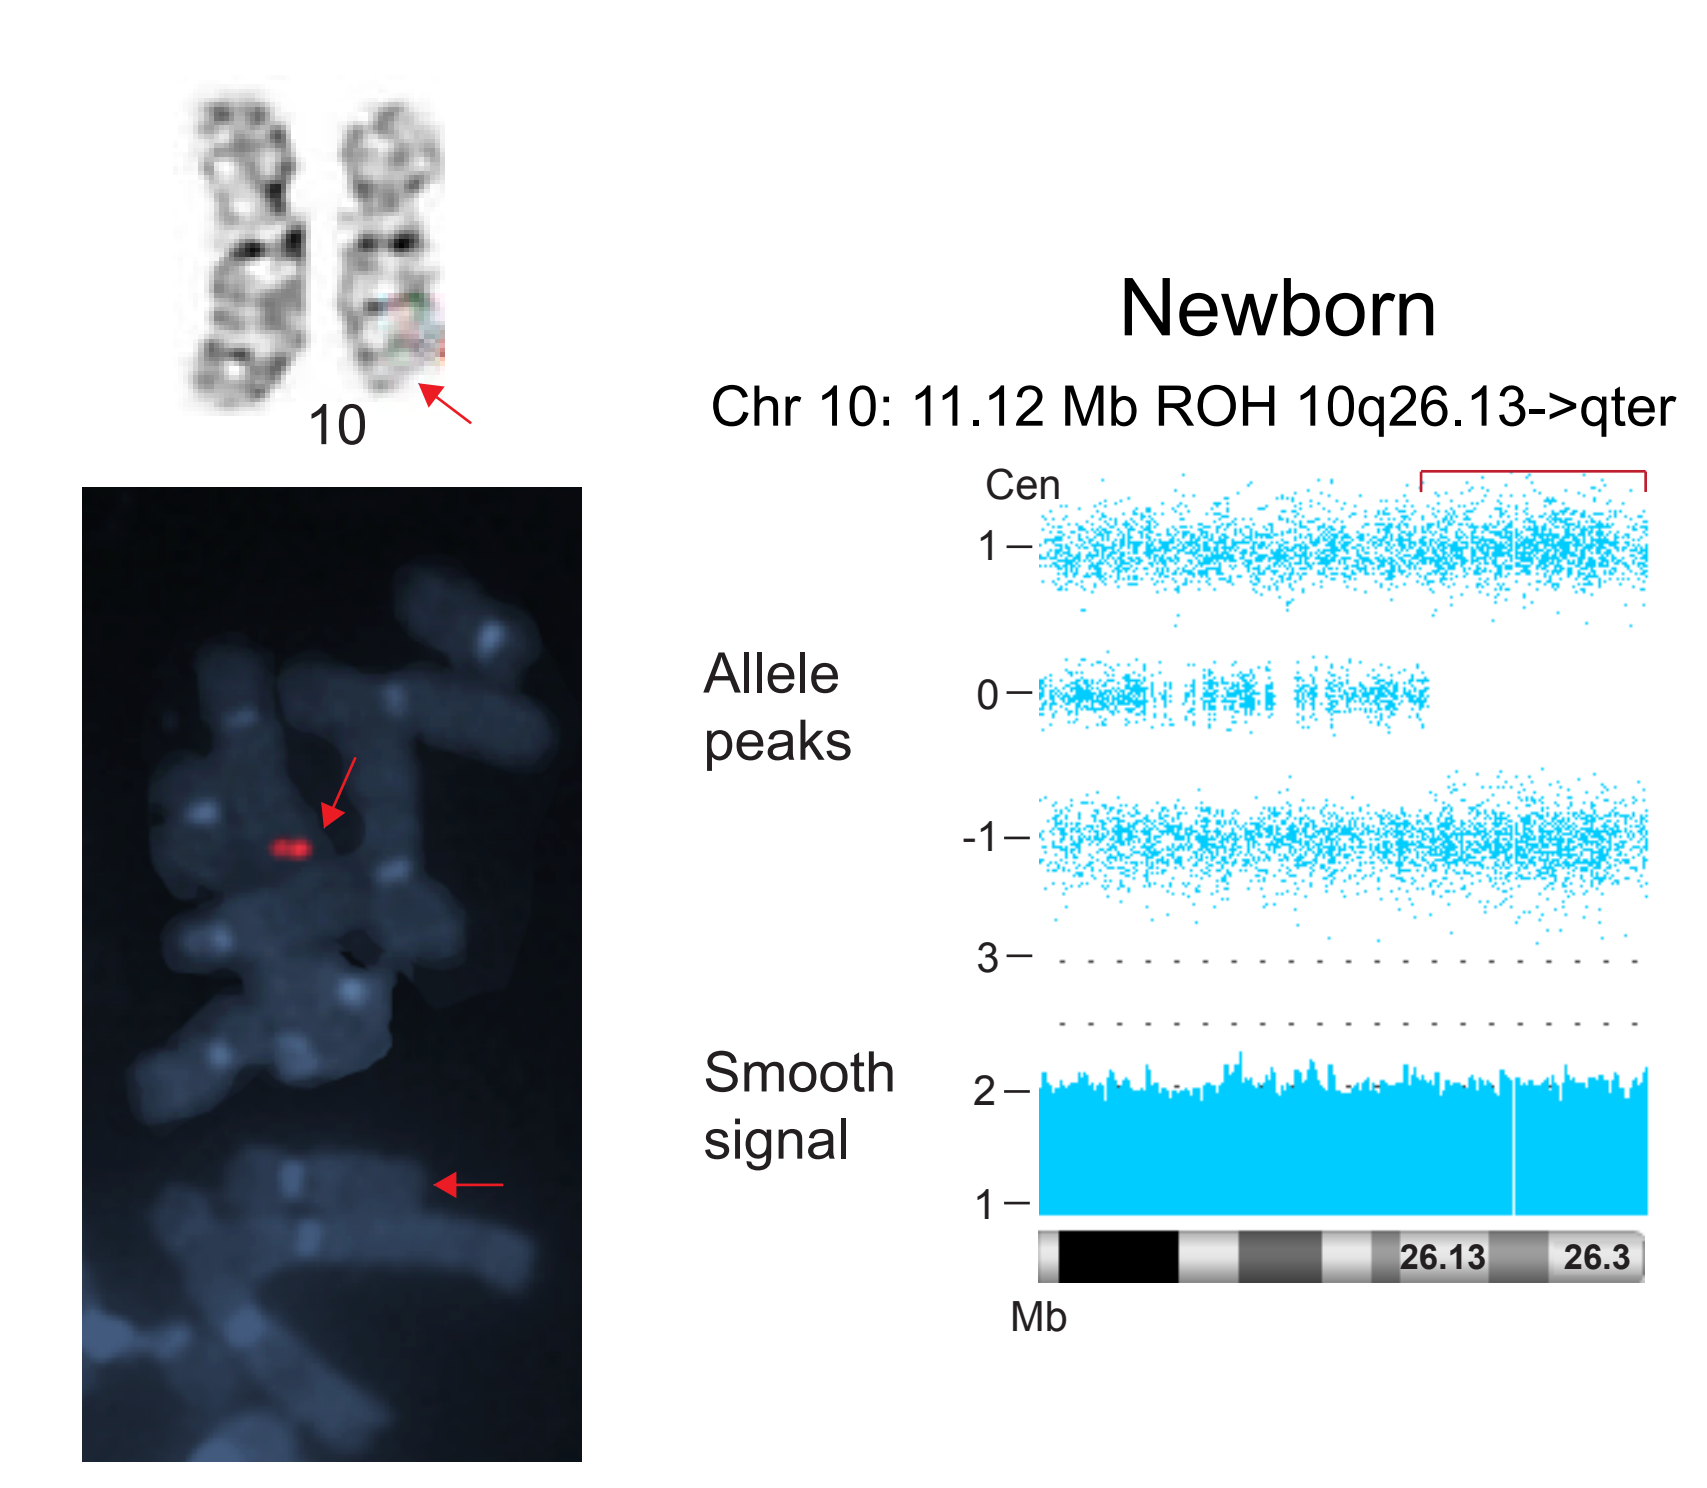 10
Newborn
Chr 10: 11.12 Mb ROH 10q26.13->qter
Cen
1
Allele
peaks
0
-1
3
Smooth
signal
2
1
26.13 26.3
Mb